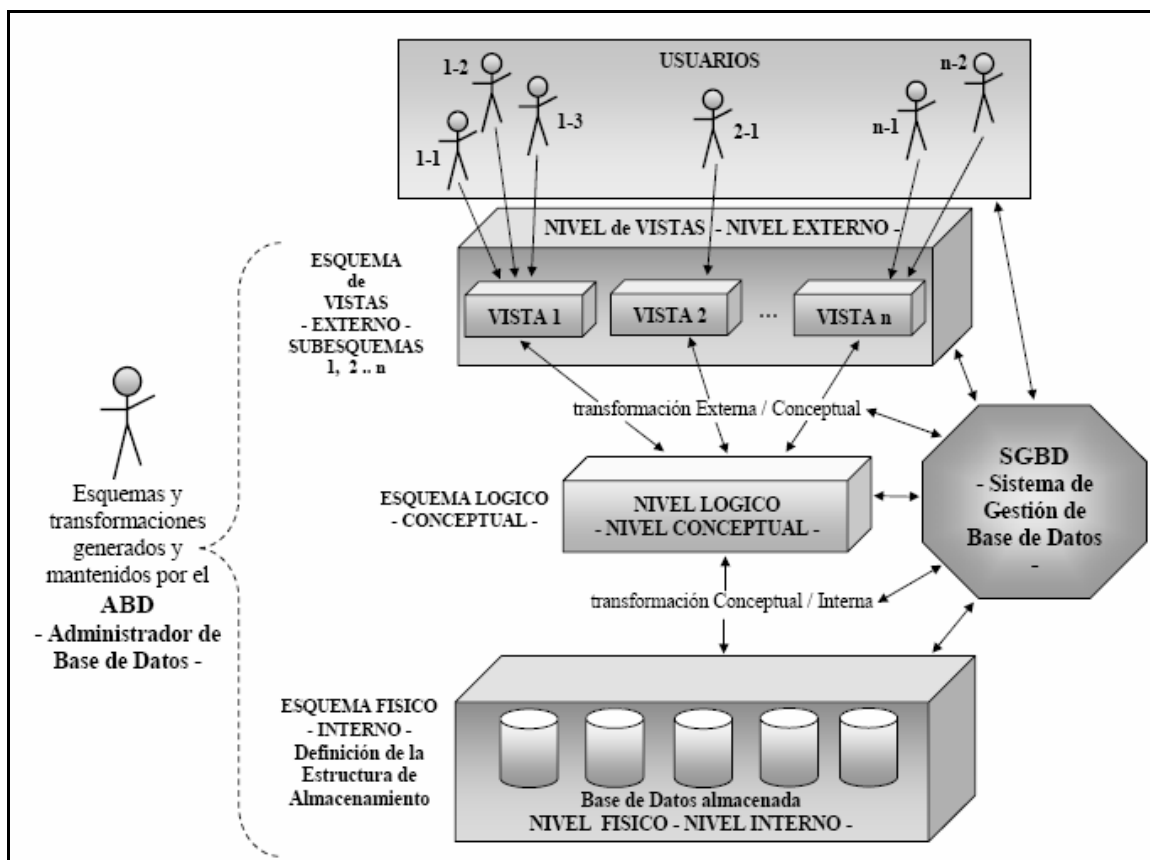 USUARIOS
1-2
n-2
1-3
n-1
2-1
1-1
NIVEL de VISTAS - NIVEL EXTERNO -
ESQUEMA
de
VISTAS
- EXTERNO -
SUBESQUEMAS
1, 2 .. n
VISTA 1
VISTA 2
...
VISTA n
transformación Externa / Conceptual
SGBD
- Sistema de
Gestión de
Base de Datos
-
ESQUEMA LOGICO
- CONCEPTUAL -
NIVEL LOGICO
- NIVEL CONCEPTUAL -
Esquemas y
transformaciones
generados y
mantenidos por el
ABD
- Administrador de
Base de Datos -
transformación Conceptual / Interna
ESQUEMA FISICO
- INTERNO -
Definición de la
Estructura de
Almacenamiento
Base de Datos almacenada
NIVEL FISICO - NIVEL INTERNO -